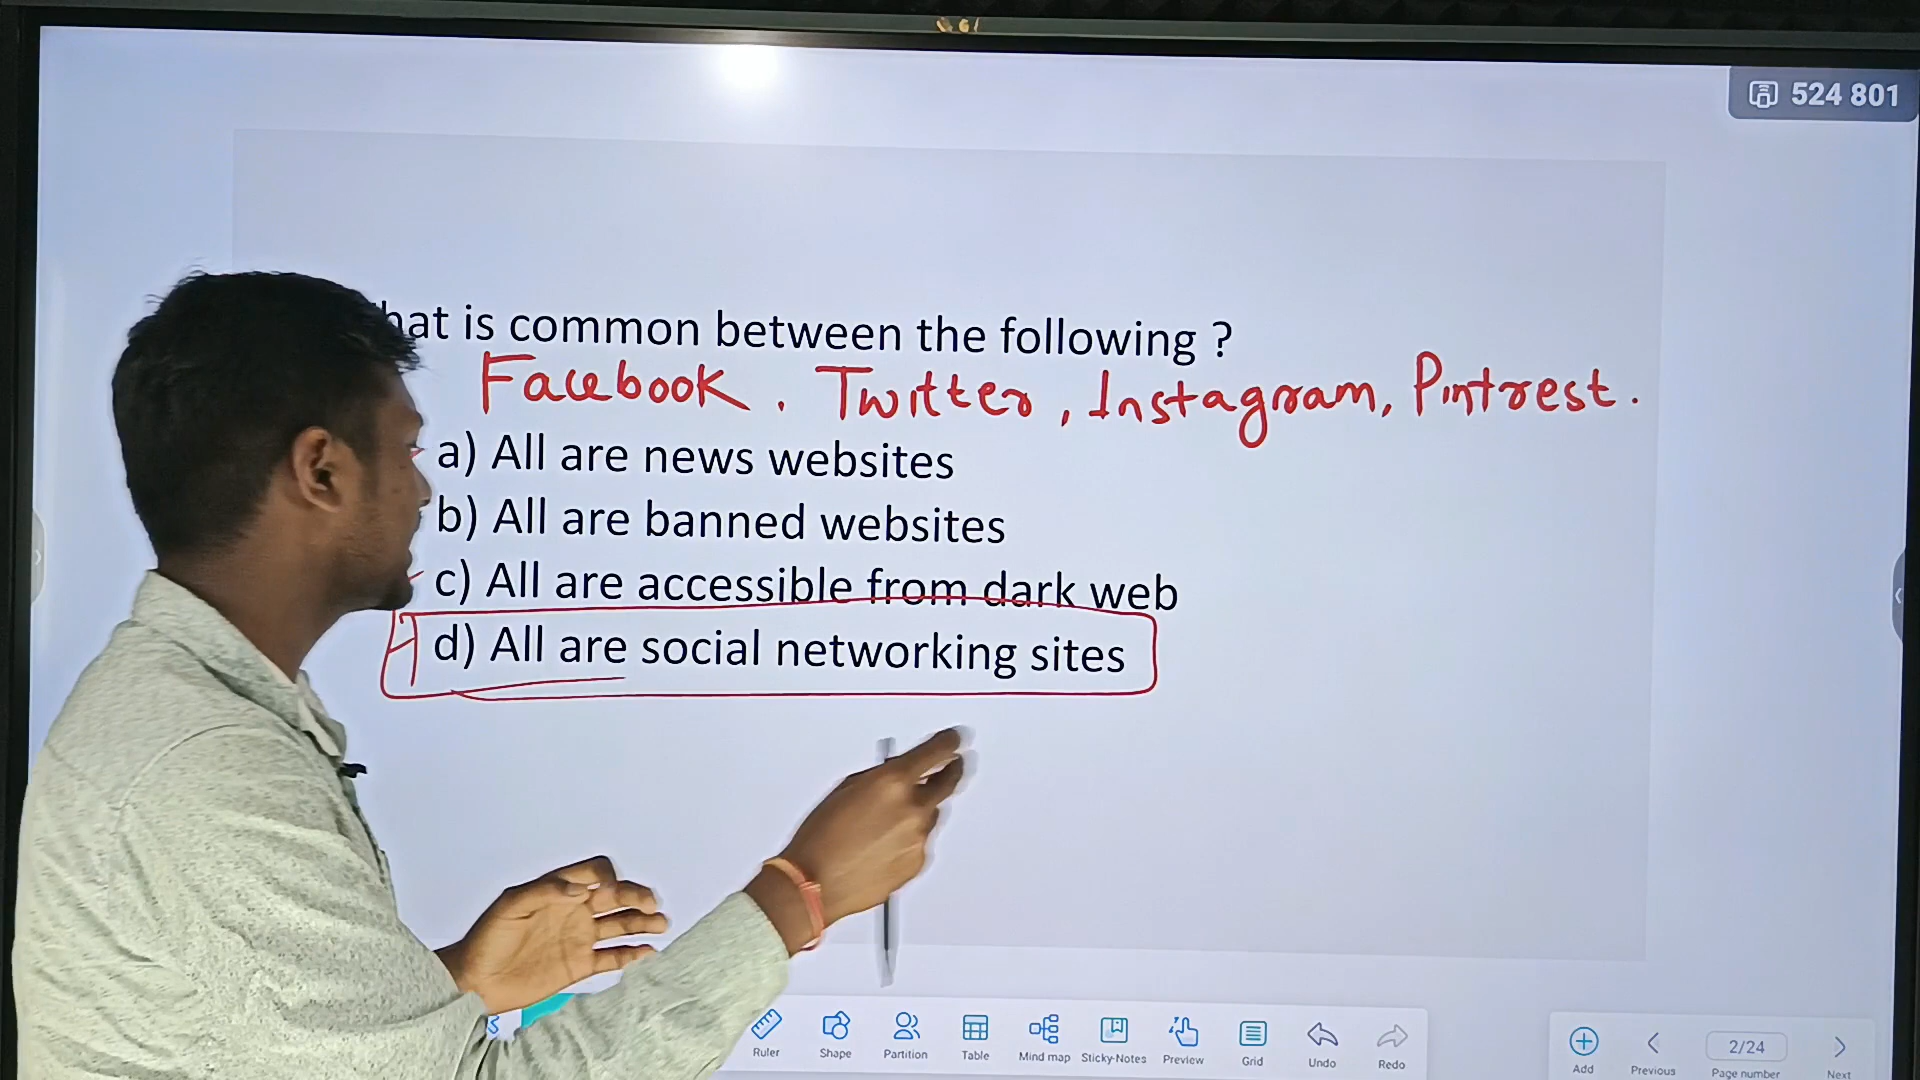 524 801
hat is common between the following ?
Facebook. Twitter, Instagram, Pintrest.
a) All are news websites
b) All are banned websites
c) All are accessible from dark web
d) All are social networking sites
Ruler Shape Partition Table Mind map Sticky-Notes Preview Grid Undo Redo
Add Previous 2/24 Page number Next